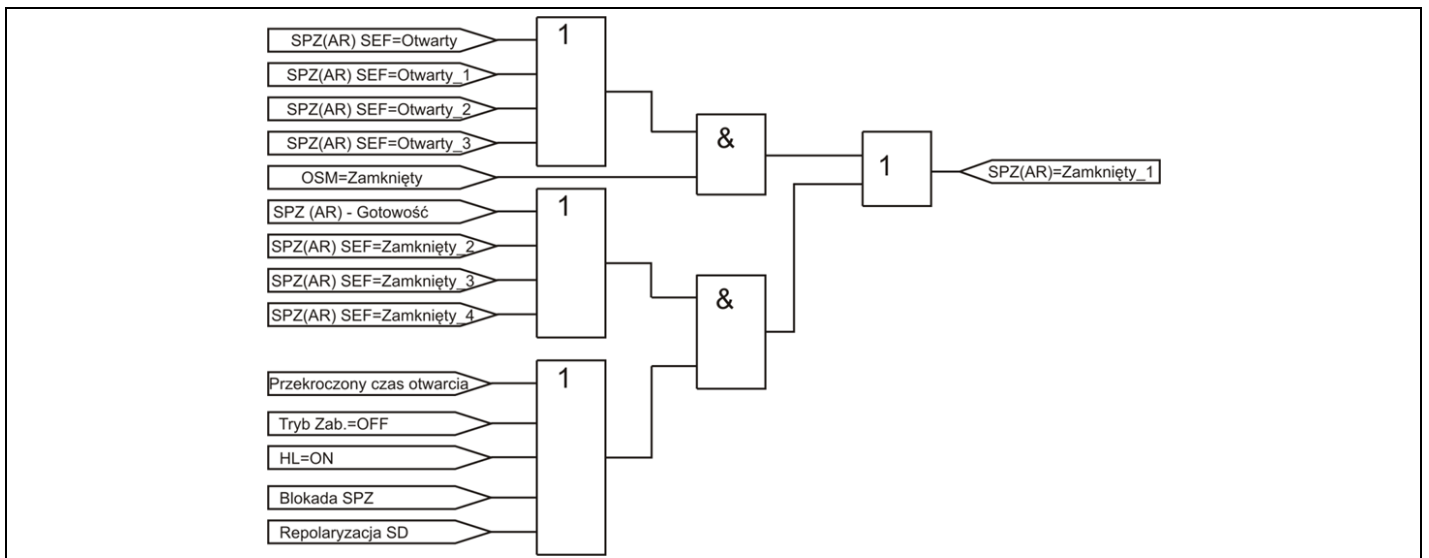 SPZ(AR) SEF=Otwarty
1
SPZ(AR) SEF=Otwarty_1
SPZ(AR) SEF=Otwarty_2
SPZ(AR) SEF=Otwarty_3
&
OSM=Zamknięty
1
SPZ(AR)=Zamknięty_1
SPZ (AR) - Gotowość
1
SPZ(AR) SEF=Zamknięty_2
SPZ(AR) SEF=Zamknięty_3
SPZ(AR) SEF=Zamknięty_4
&
Przekroczony czas otwarcia
1
Tryb Zab.=OFF
HL=ON
Blokada SPZ
Repolaryzacja SD